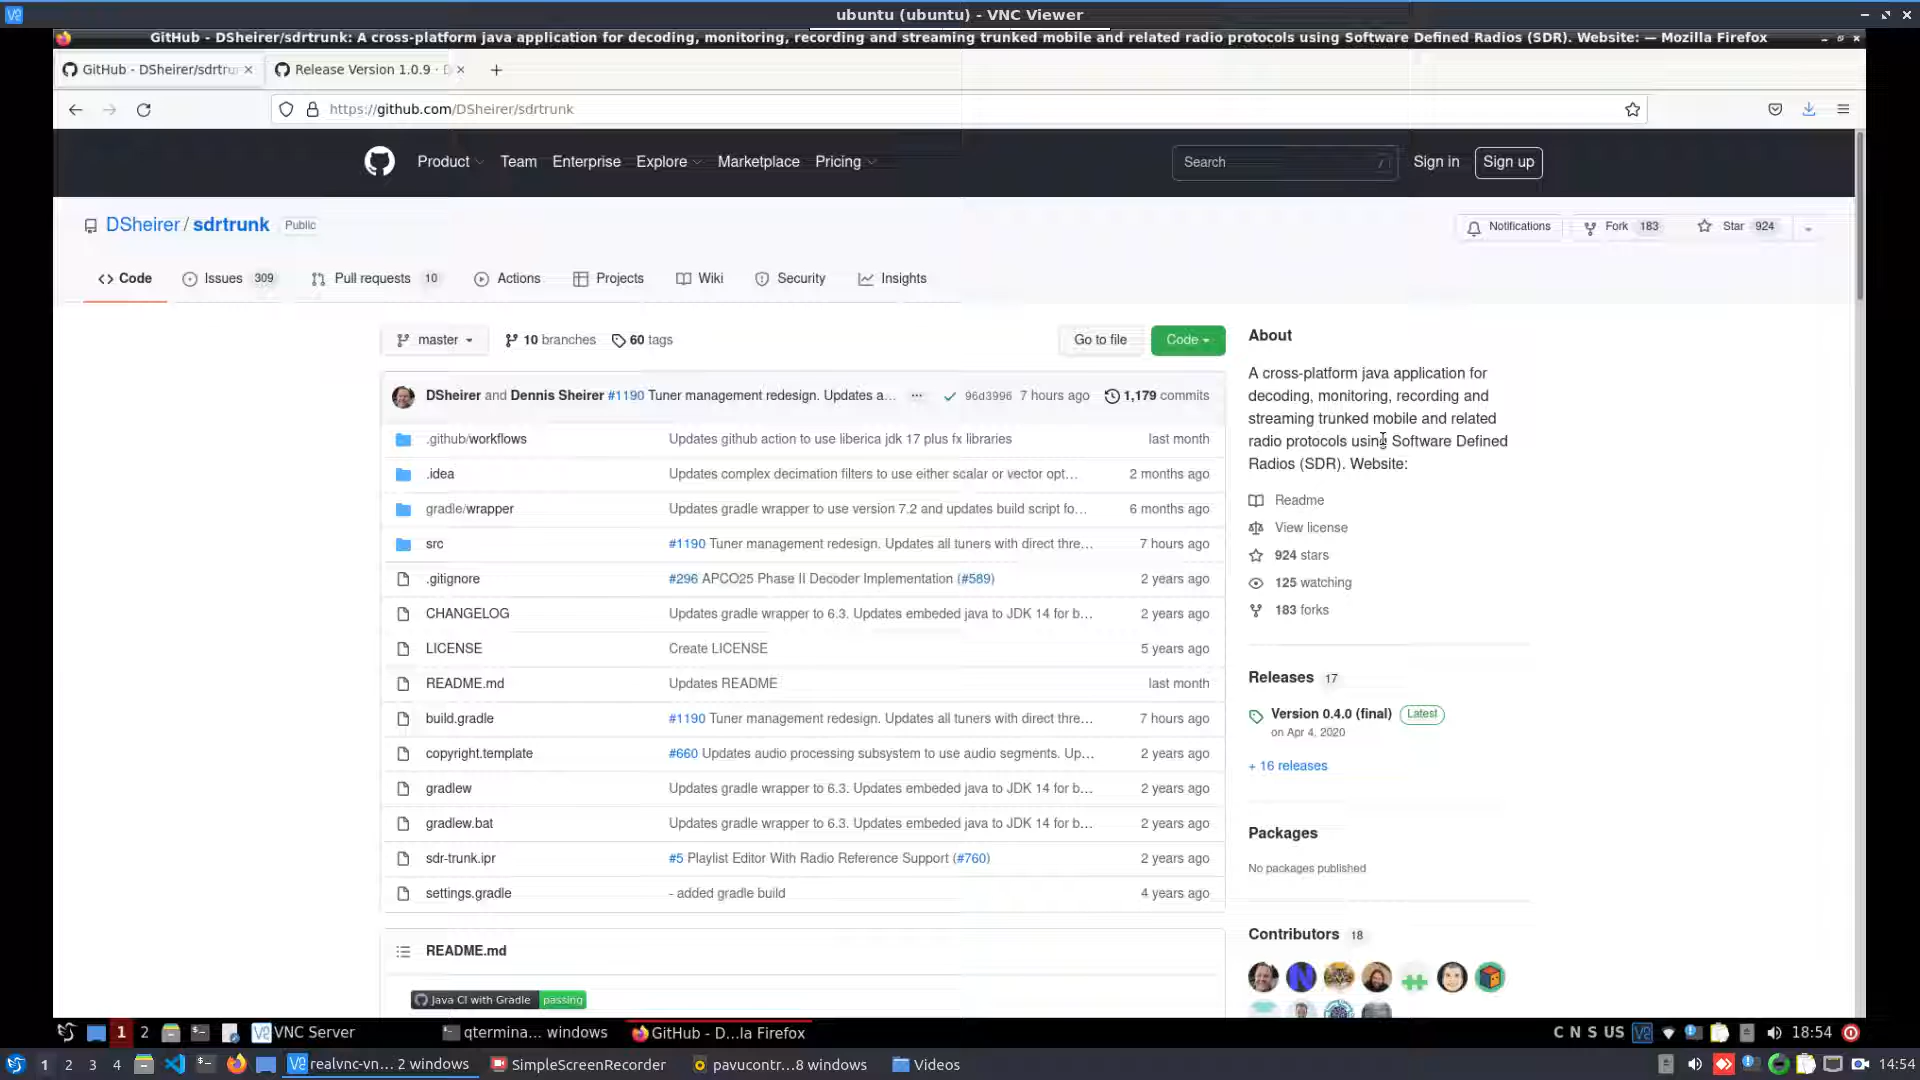 ubuntu (ubuntu) - VNC Viewer
GitHub - DSheirer/sdrtrunk: A cross-platform java application for decoding, monitoring, recording and streaming trunked mobile and related radio protocols using Software Defined Radios (SDR). Website: — Mozilla Firefox
GitHub - DSheirer/sdrtru
Release Version 1.0.9 ·
https://github.com/DSheirer/sdrtrunk
Product Team Enterprise Explore Marketplace Pricing
Search /
Sign in Sign up
DSheirer / sdrtrunk Public
Notifications Fork 183 Star 924
Code Issues 309 Pull requests 10 Actions Projects Wiki Security Insights
master 10 branches 60 tags Go to file Code
DSheirer and Dennis Sheirer #1190 Tuner management redesign. Updates a... ... 96d3996 7 hours ago 1,179 commits
.github/workflows Updates github action to use liberica jdk 17 plus fx libraries last month
.idea Updates complex decimation filters to use either scalar or vector opt... 2 months ago
gradle/wrapper Updates gradle wrapper to use version 7.2 and updates build script fo... 6 months ago
src #1190 Tuner management redesign. Updates all tuners with direct thre... 7 hours ago
.gitignore #296 APCO25 Phase II Decoder Implementation (#589) 2 years ago
CHANGELOG Updates gradle wrapper to 6.3. Updates embeded java to JDK 14 for b... 2 years ago
LICENSE Create LICENSE 5 years ago
README.md Updates README last month
build.gradle #1190 Tuner management redesign. Updates all tuners with direct thre... 7 hours ago
copyright.template #660 Updates audio processing subsystem to use audio segments. Up... 2 years ago
gradlew Updates gradle wrapper to 6.3. Updates embeded java to JDK 14 for b... 2 years ago
gradlew.bat Updates gradle wrapper to 6.3. Updates embeded java to JDK 14 for b... 2 years ago
sdr-trunk.ipr #5 Playlist Editor With Radio Reference Support (#760) 2 years ago
settings.gradle - added gradle build 4 years ago
README.md
Java CI with Gradle passing
About
A cross-platform java application for
decoding, monitoring, recording and
streaming trunked mobile and related
radio protocols using Software Defined
Radios (SDR). Website:
Readme
View license
924 stars
125 watching
183 forks
Releases 17
Version 0.4.0 (final) Latest
on Apr 4, 2020
+ 16 releases
Packages
No packages published
Contributors 18
1 2 VNC Server qtermina... windows GitHub - D...la Firefox C N S US 18:54
1 2 3 4 realvnc-vn... 2 windows SimpleScreenRecorder pavucontr...8 windows Videos 14:54